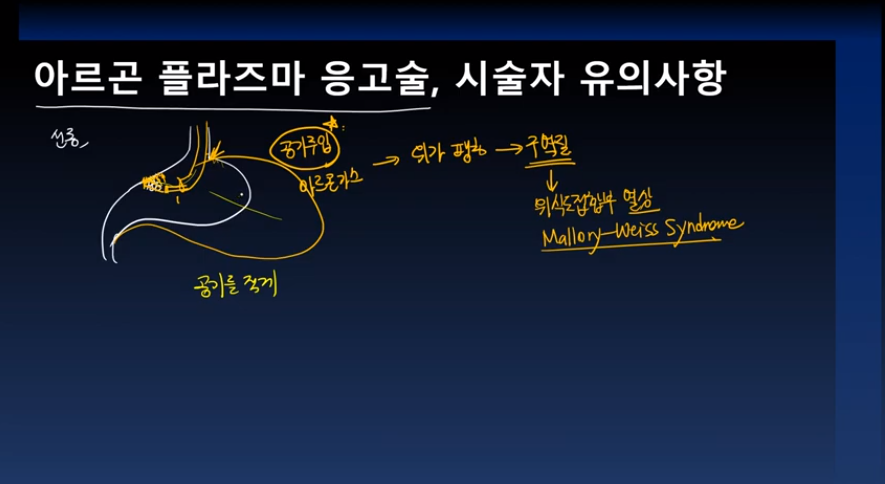 아르곤 플라즈마 응고술, 시술자 유의사항
선종
공기주입
아르곤가스
→ 위가 팽창 → 구역질
↓
위식도접합부 열상
Mallory-Weiss Syndrome
공기를 적게